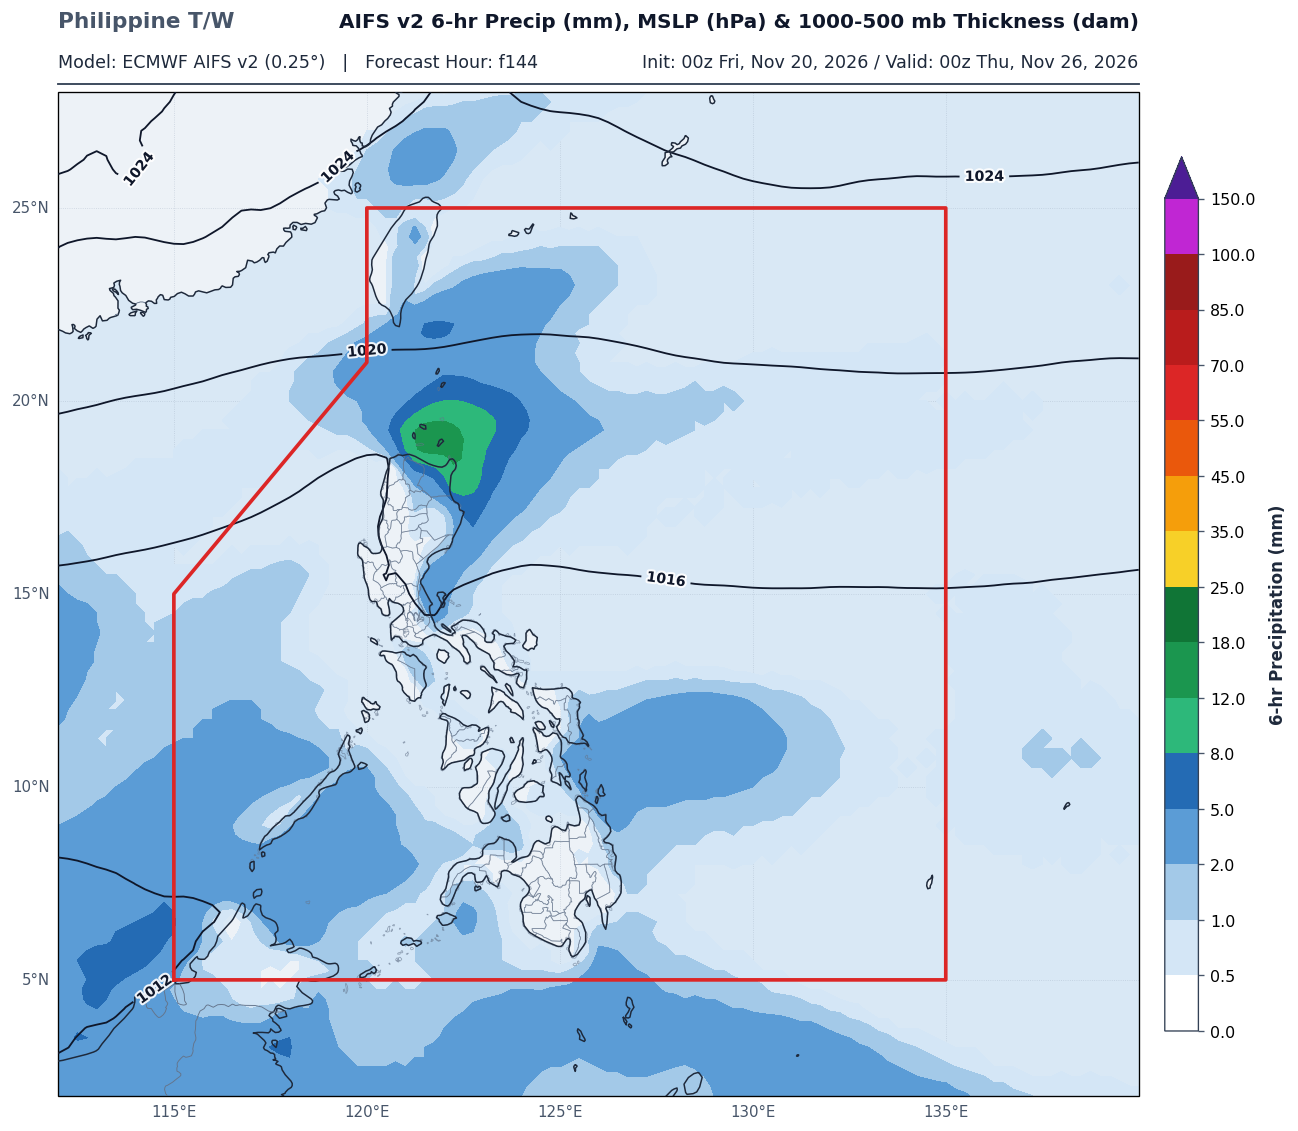 Philippine T/W
AIFS v2 6-hr Precip (mm), MSLP (hPa) & 1000-500 mb Thickness (dam)
Model: ECMWF AIFS v2 (0.25°) | Forecast Hour: f144
Init: 00z Fri, Nov 20, 2026 / Valid: 00z Thu, Nov 26, 2026
1024
1024
1024
1020
1016
1012
25°N
20°N
15°N
10°N
5°N
115°E
120°E
125°E
130°E
135°E
150.0
100.0
85.0
70.0
55.0
45.0
35.0
25.0
18.0
12.0
8.0
5.0
2.0
1.0
0.5
0.0
6-hr Precipitation (mm)